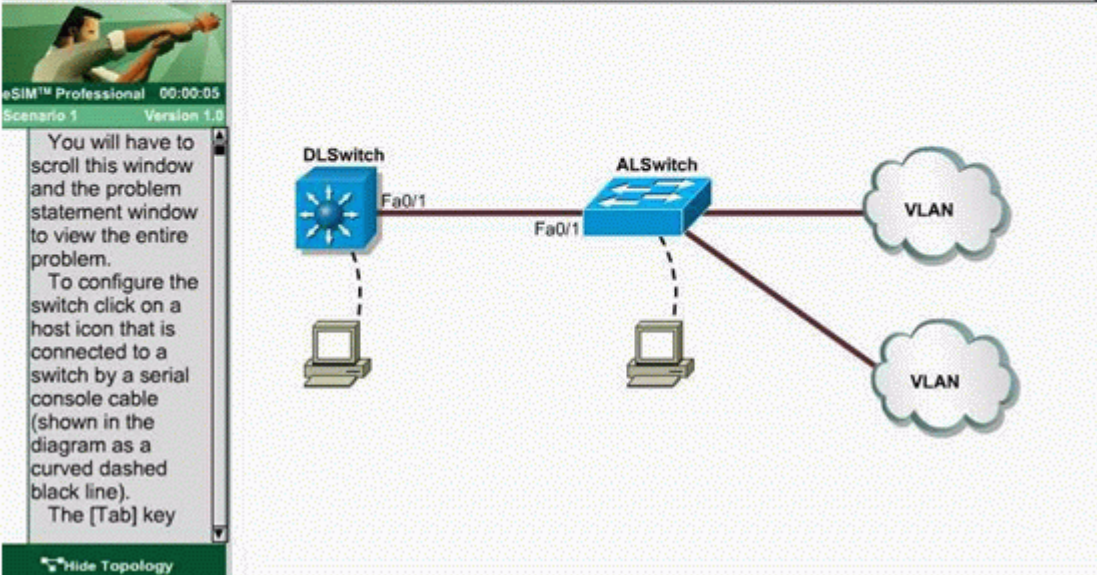 eSIM™ Professional 00:00:05
Scenario 1 Version 1.0
You will have to
scroll this window
and the problem
statement window
to view the entire
problem.
To configure the
switch click on a
host icon that is
connected to a
switch by a serial
console cable
(shown in the
diagram as a
curved dashed
black line).
The [Tab] key
Hide Topology
DLSwitch
Fa0/1
ALSwitch
Fa0/1
VLAN
VLAN